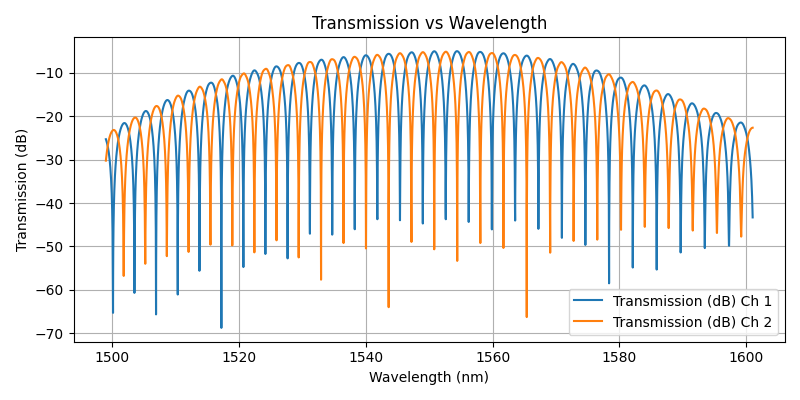 Transmission vs Wavelength
Transmission (dB)
−10
−20
−30
−40
−50
−60
−70
1500
1520
1540
1560
1580
1600
Wavelength (nm)
Transmission (dB) Ch 1
Transmission (dB) Ch 2